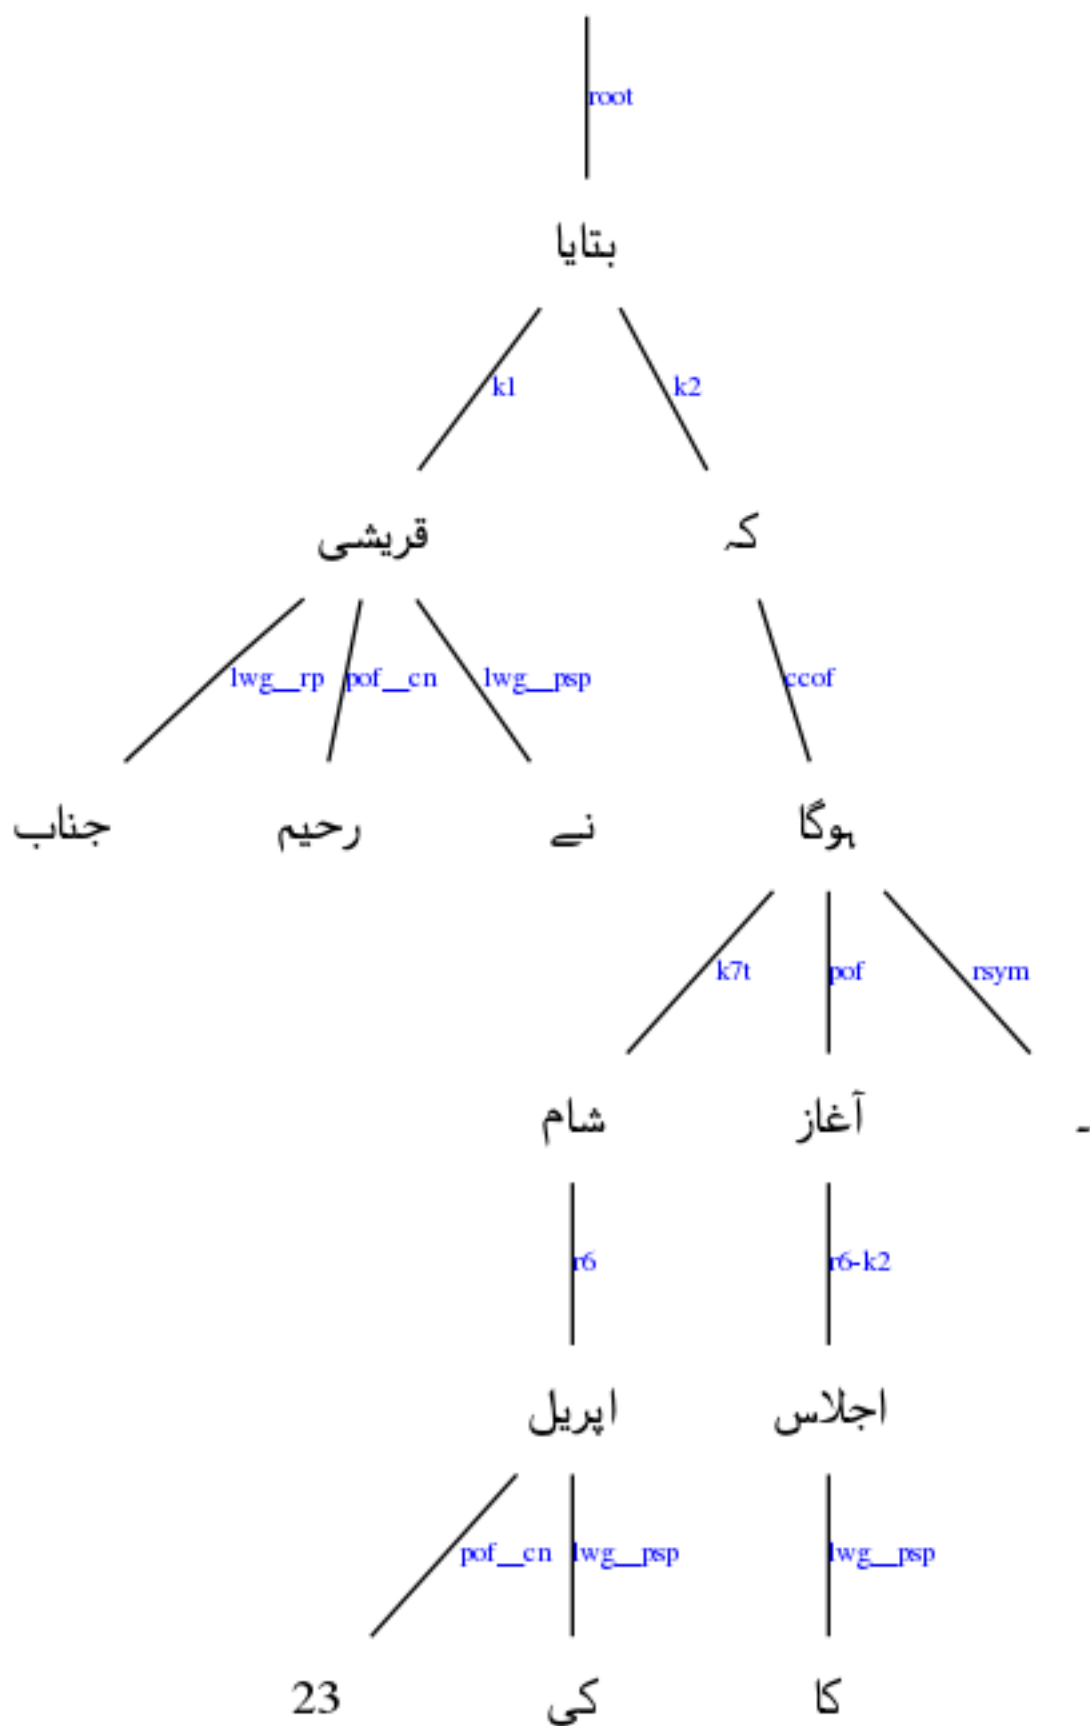 root
بتایا
k1 k2
قریشی کہ
lwg__rp pof__cn lwg__psp ccof
جناب رحیم نے ہوگا
k7t pof rsym
شام آغاز ۔
r6 r6-k2
اپریل اجلاس
pof__cn lwg__psp lwg__psp
23 کی کا